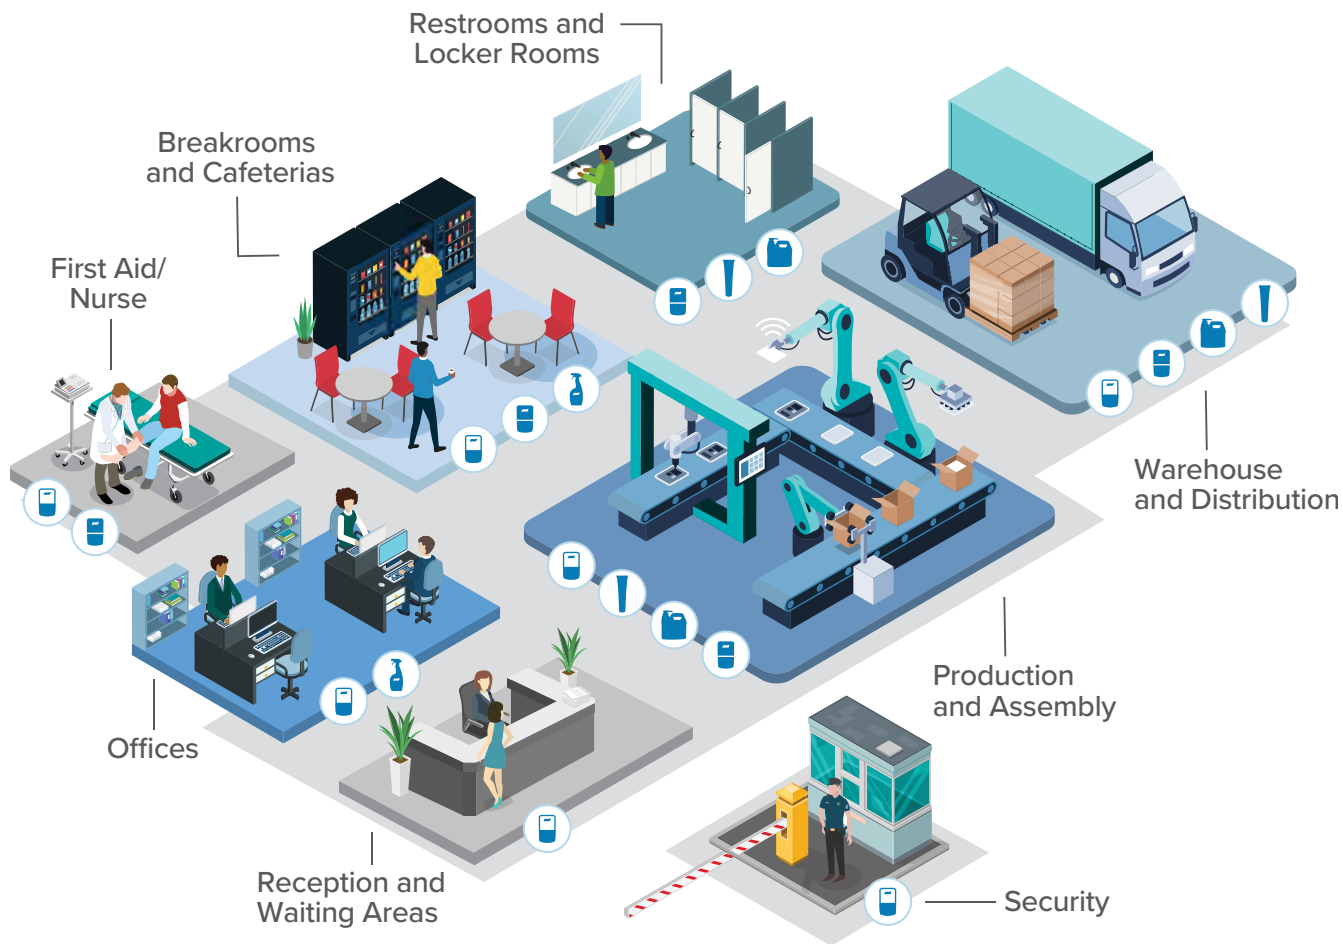 Restrooms and
Locker Rooms
Breakrooms
and Cafeterias
First Aid/
Nurse
Warehouse
and Distribution
Production
and Assembly
Offices
Reception and
Waiting Areas
Security